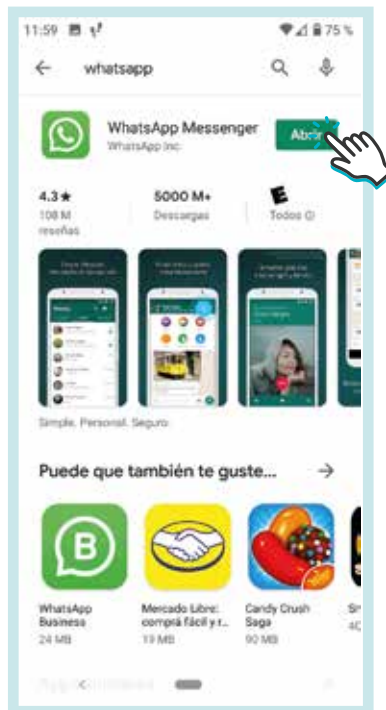 11:59
75 %
whatsapp
WhatsApp Messenger
WhatsApp Inc.
Abrir
4.3★
108 M
reseñas
5000 M+
Descargas
E
Todos
Simple. Personal. Seguro.
Puede que también te guste...
B
WhatsApp
Business
24 MB
Mercado Libre:
comprá fácil y r...
19 MB
Candy Crush
Saga
90 MB